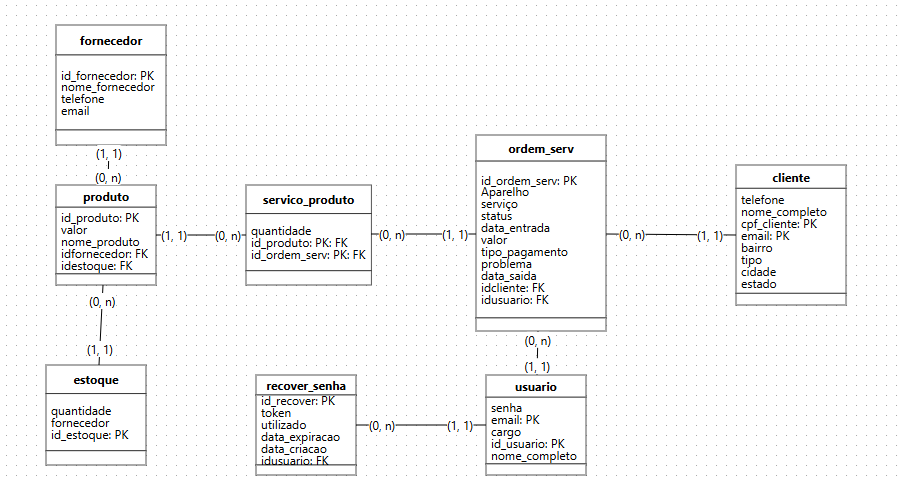 fornecedor
id_fornecedor: PK
nome_fornecedor
telefone
email
(1, 1)
(0, n)
produto
id_produto: PK
valor
nome_produto
idfornecedor: FK
idestoque: FK
(1, 1)
(0, n)
servico_produto
quantidade
id_produto: PK: FK
id_ordem_serv: PK: FK
(0, n)
(1, 1)
ordem_serv
id_ordem_serv: PK
Aparelho
serviço
status
data_entrada
valor
tipo_pagamento
problema
data_saida
idcliente: FK
idusuario: FK
(0, n)
(1, 1)
cliente
telefone
nome_completo
cpf_cliente: PK
email: PK
bairro
tipo
cidade
estado
(0, n)
(1, 1)
estoque
quantidade
fornecedor
id_estoque: PK
recover_senha
id_recover: PK
token
utilizado
data_expiracao
data_criacao
idusuario: FK
(0, n)
(1, 1)
(0, n)
(1, 1)
usuario
senha
email: PK
cargo
id_usuario: PK
nome_completo